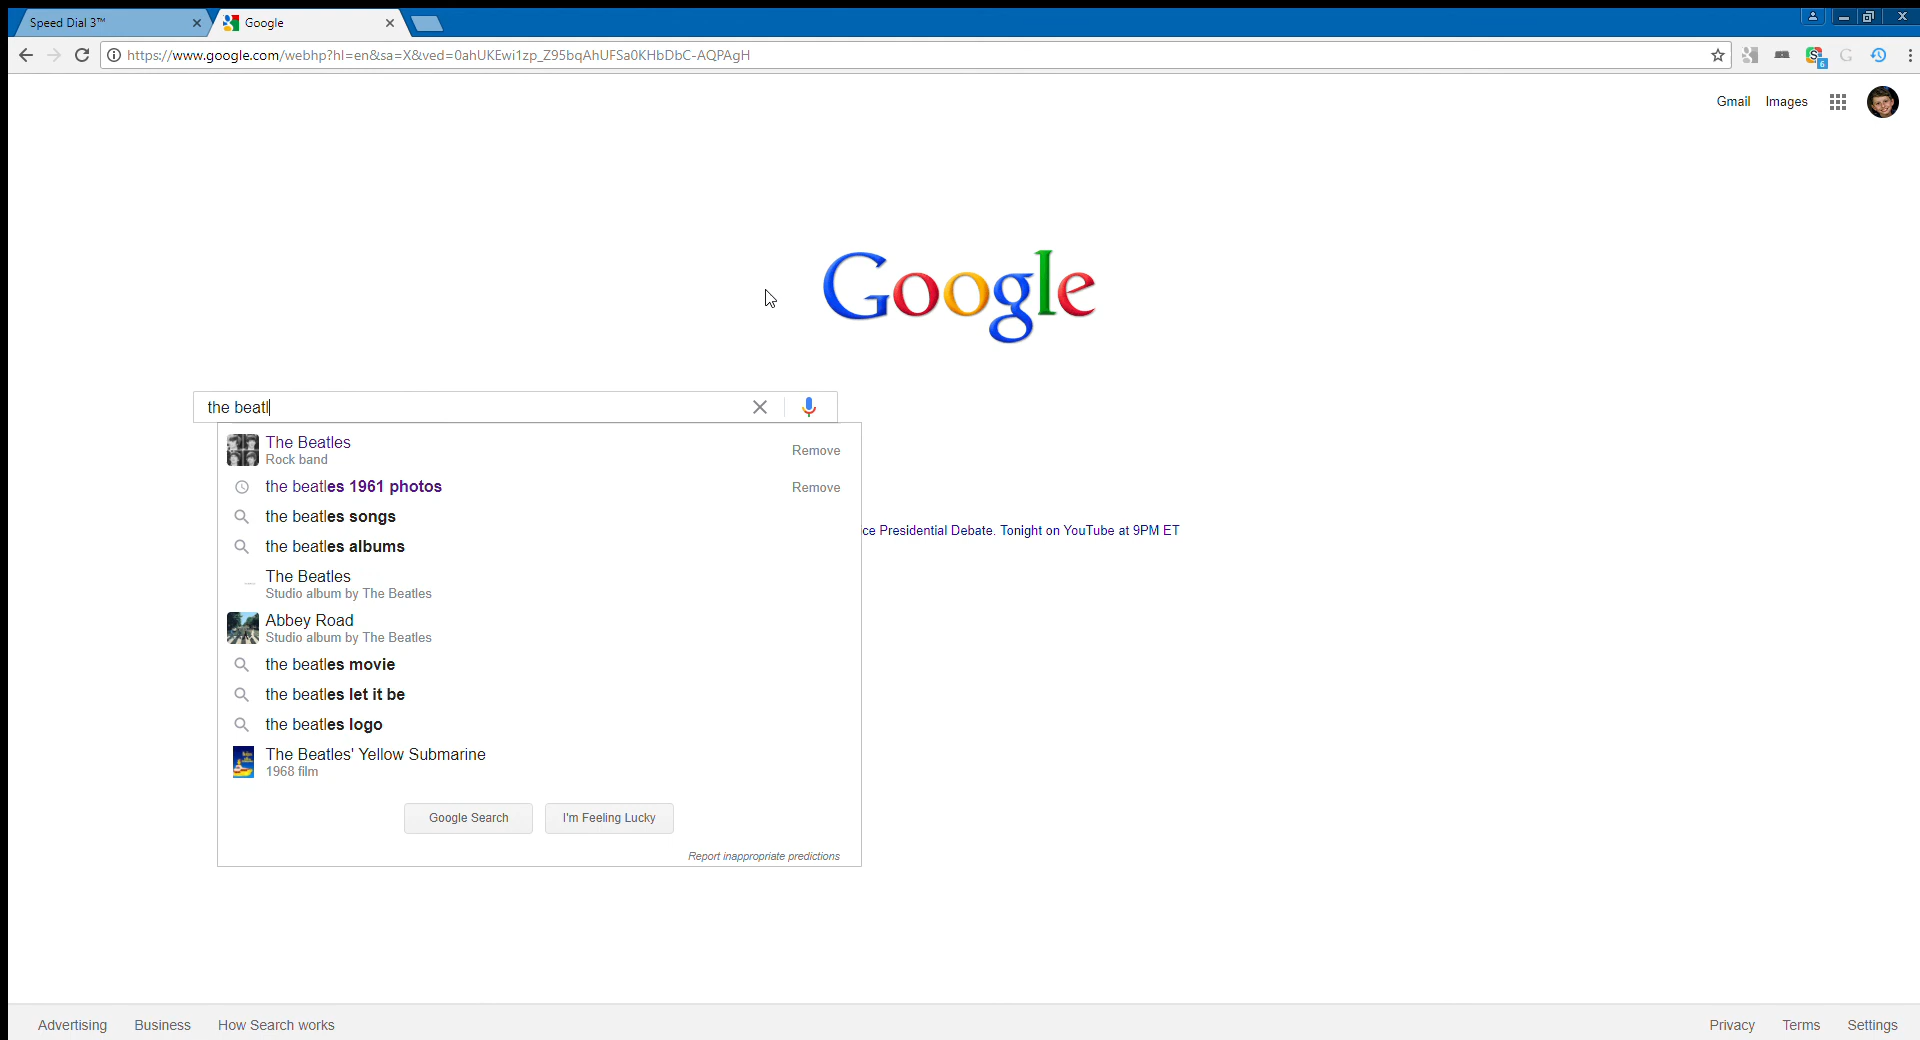 Speed Dial 3™
Google
https://www.google.com/webhp?hl=en&sa=X&ved=0ahUKEwi1zp_Z95bqAhUFSa0KHbDbC-AQPAgH
6
Gmail Images
Google
the beatl
The Beatles
Rock band
Remove
the beatles 1961 photos
Remove
the beatles songs
ce Presidential Debate. Tonight on YouTube at 9PM ET
the beatles albums
The Beatles
Studio album by The Beatles
Abbey Road
Studio album by The Beatles
the beatles movie
the beatles let it be
the beatles logo
The Beatles' Yellow Submarine
1968 film
Google Search I'm Feeling Lucky
Report inappropriate predictions
Advertising Business How Search works Privacy Terms Settings